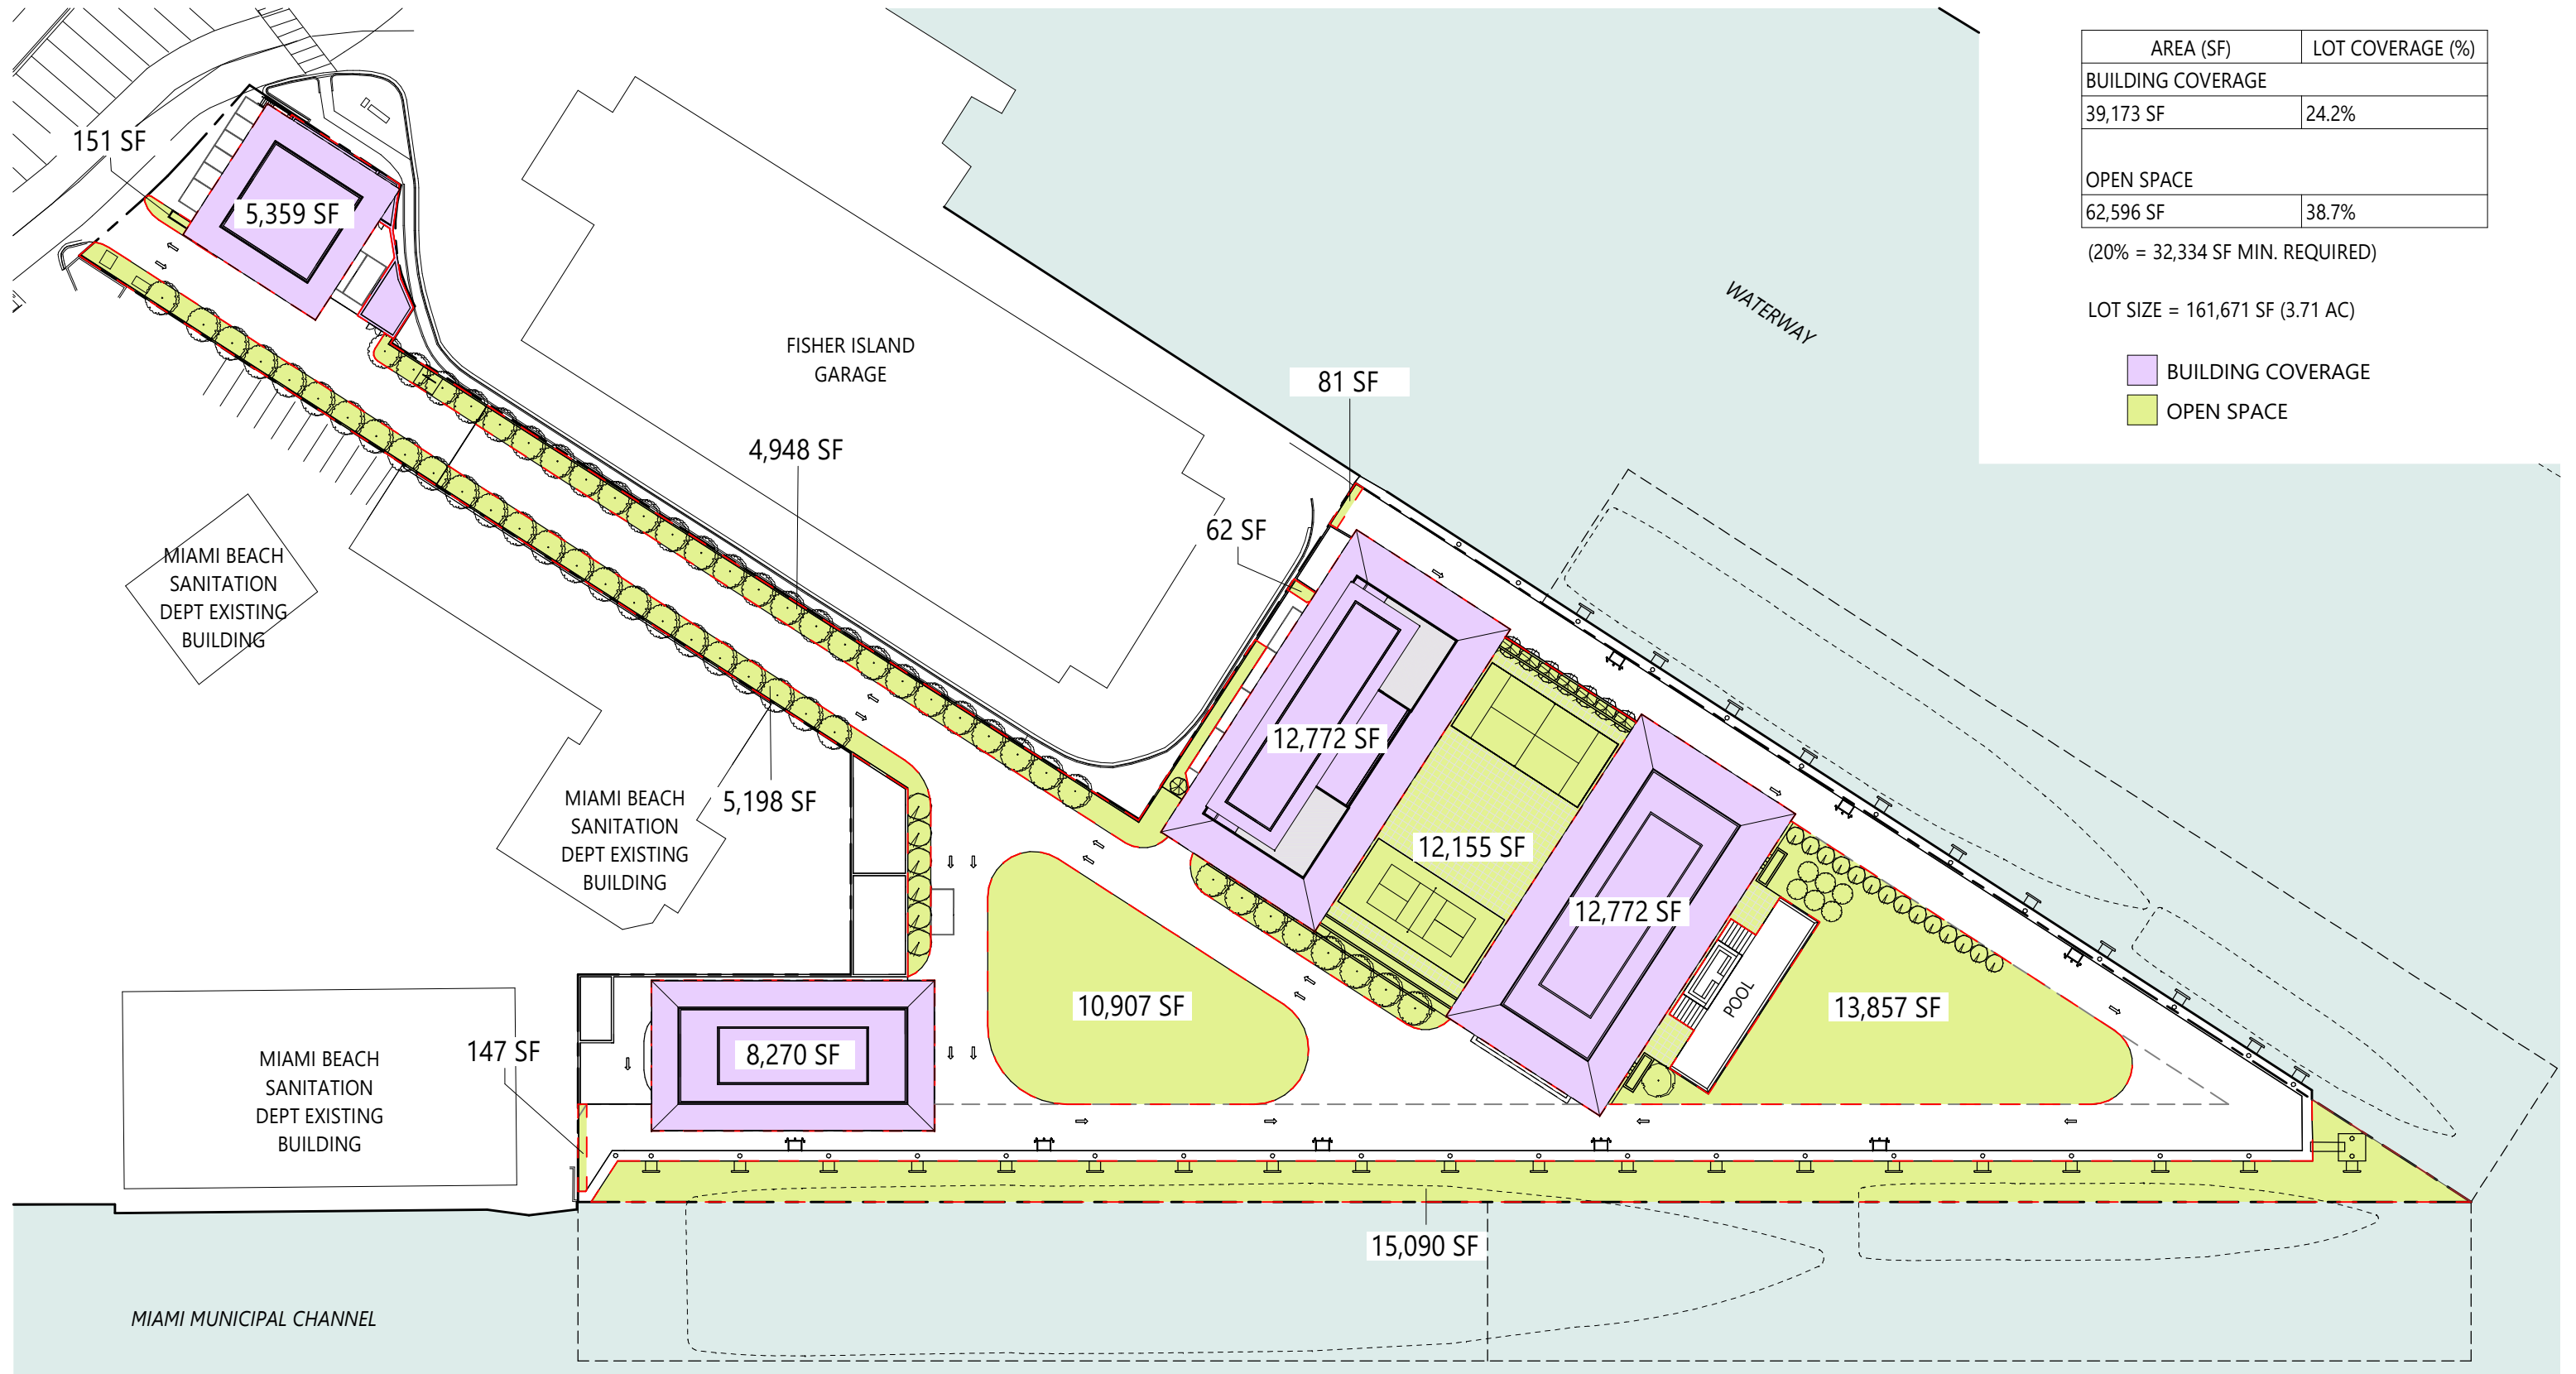 AREA (SF) LOT COVERAGE (%)
BUILDING COVERAGE
39,173 SF 24.2%
OPEN SPACE
62,596 SF 38.7%
(20% = 32,334 SF MIN. REQUIRED)
LOT SIZE = 161,671 SF (3.71 AC)
BUILDING COVERAGE
OPEN SPACE
151 SF
5,359 SF
WATERWAY
FISHER ISLAND
GARAGE
81 SF
4,948 SF
62 SF
MIAMI BEACH
SANITATION
DEPT EXISTING
BUILDING
12,772 SF
MIAMI BEACH
SANITATION
DEPT EXISTING
BUILDING
5,198 SF
12,155 SF
12,772 SF
POOL
10,907 SF
13,857 SF
147 SF
8,270 SF
MIAMI BEACH
SANITATION
DEPT EXISTING
BUILDING
15,090 SF
MIAMI MUNICIPAL CHANNEL